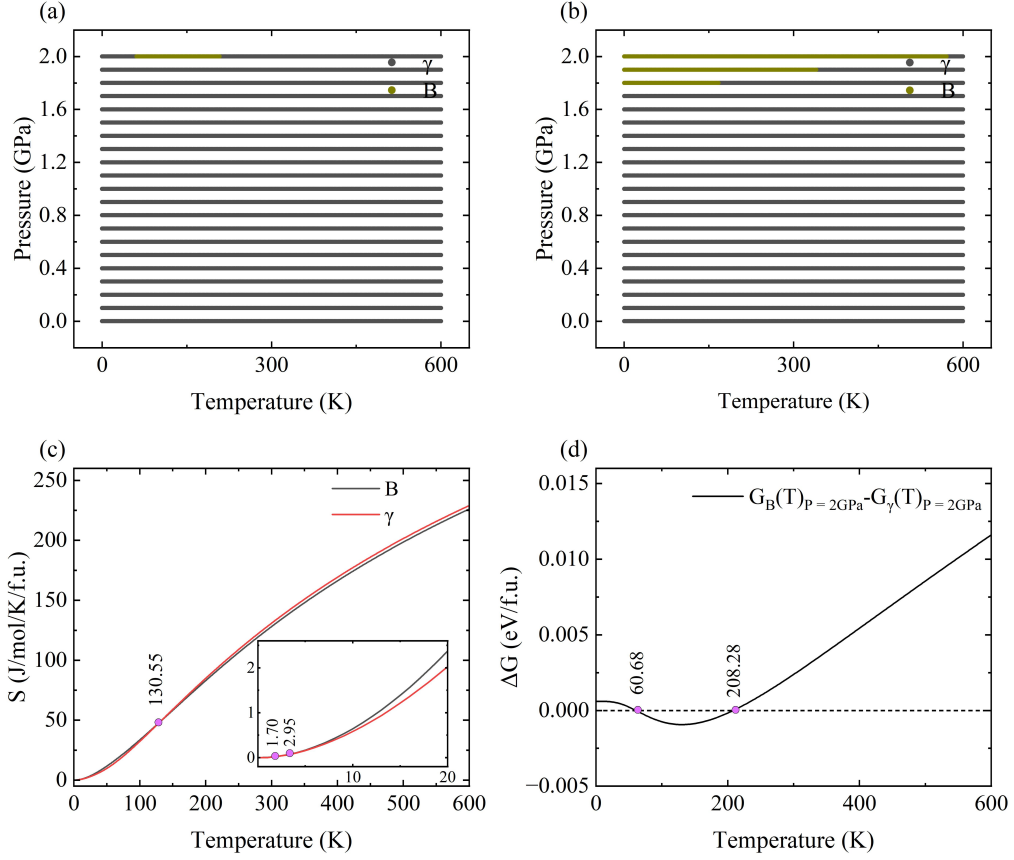 (a)
2.0
1.6
1.2
0.8
0.4
0.0
Pressure (GPa)
γ
B
0
300
600
Temperature (K)
(b)
2.0
1.6
1.2
0.8
0.4
0.0
Pressure (GPa)
γ
B
0
300
600
Temperature (K)
(c)
250
200
150
100
50
0
S (J/mol/K/f.u.)
B
γ
130.55
2
1
0
1.70
2.95
10
20
0
100
200
300
400
500
600
Temperature (K)
(d)
0.015
0.010
0.005
0.000
−0.005
ΔG (eV/f.u.)
G_B(T)_{P = 2GPa}-G_γ(T)_{P = 2GPa}
60.68
208.28
0
200
400
600
Temperature (K)